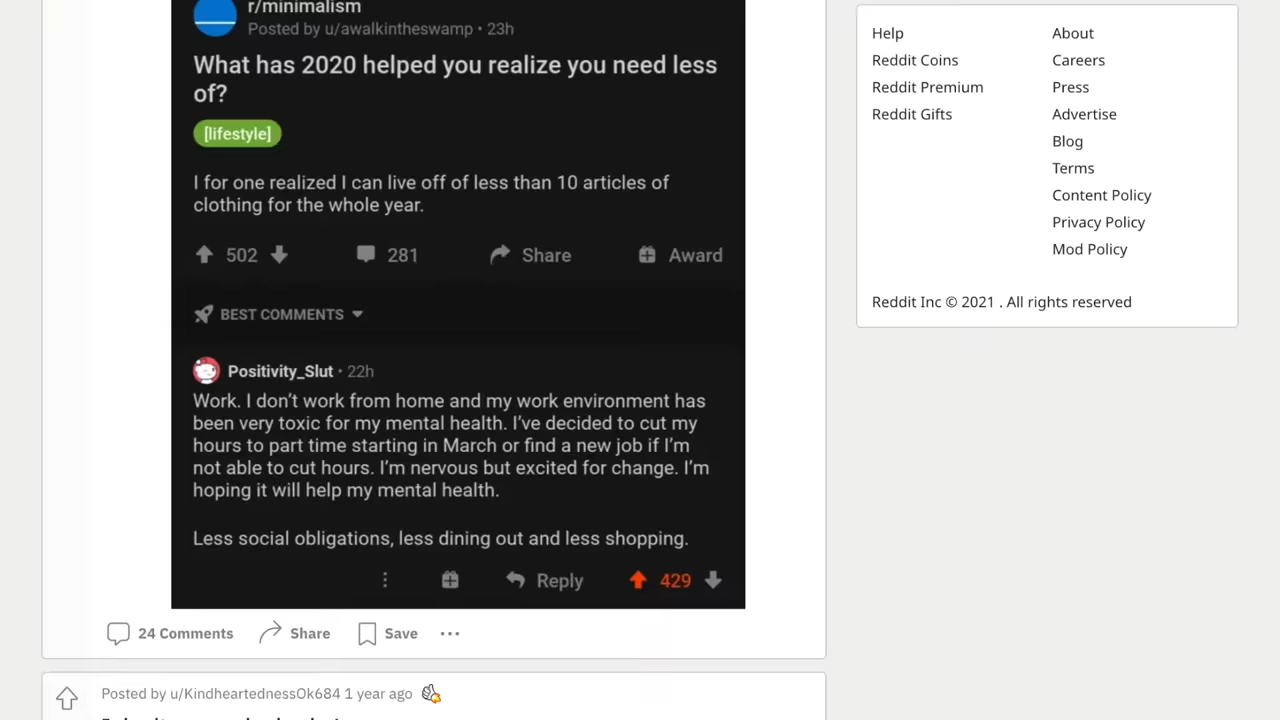 r/minimalism
Posted by u/awalkintheswamp • 23h
What has 2020 helped you realize you need less
of?
[lifestyle]
I for one realized I can live off of less than 10 articles of
clothing for the whole year.
502
281
Share
Award
BEST COMMENTS
Positivity_Slut • 22h
Work. I don't work from home and my work environment has
been very toxic for my mental health. I've decided to cut my
hours to part time starting in March or find a new job if I'm
not able to cut hours. I'm nervous but excited for change. I'm
hoping it will help my mental health.
Less social obligations, less dining out and less shopping.
Reply
429
24 Comments
Share
Save
Posted by u/KindheartednessOk684 1 year ago
Help
Reddit Coins
Reddit Premium
Reddit Gifts
About
Careers
Press
Advertise
Blog
Terms
Content Policy
Privacy Policy
Mod Policy
Reddit Inc © 2021 . All rights reserved